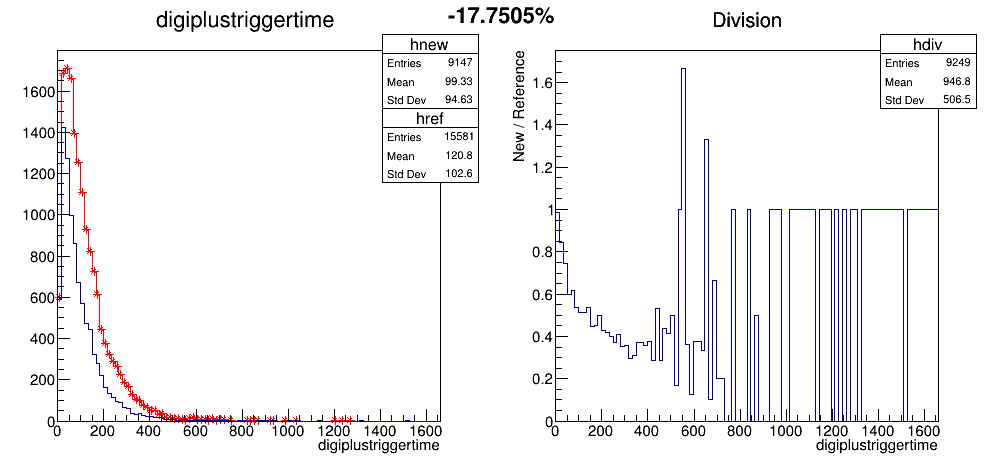 digiplustriggertime
-17.7505%
Division
hnew
Entries 9147
Mean 99.33
Std Dev 94.63
href
Entries 15581
Mean 120.8
Std Dev 102.6
1600
1400
1200
1000
800
600
400
200
0
0 200 400 600 800 1000 1200 1400 1600
digiplustriggertime
hdiv
Entries 9249
Mean 946.8
Std Dev 506.5
New / Reference
1.6
1.4
1.2
1
0.8
0.6
0.4
0.2
0
0 200 400 600 800 1000 1200 1400 1600
digiplustriggertime